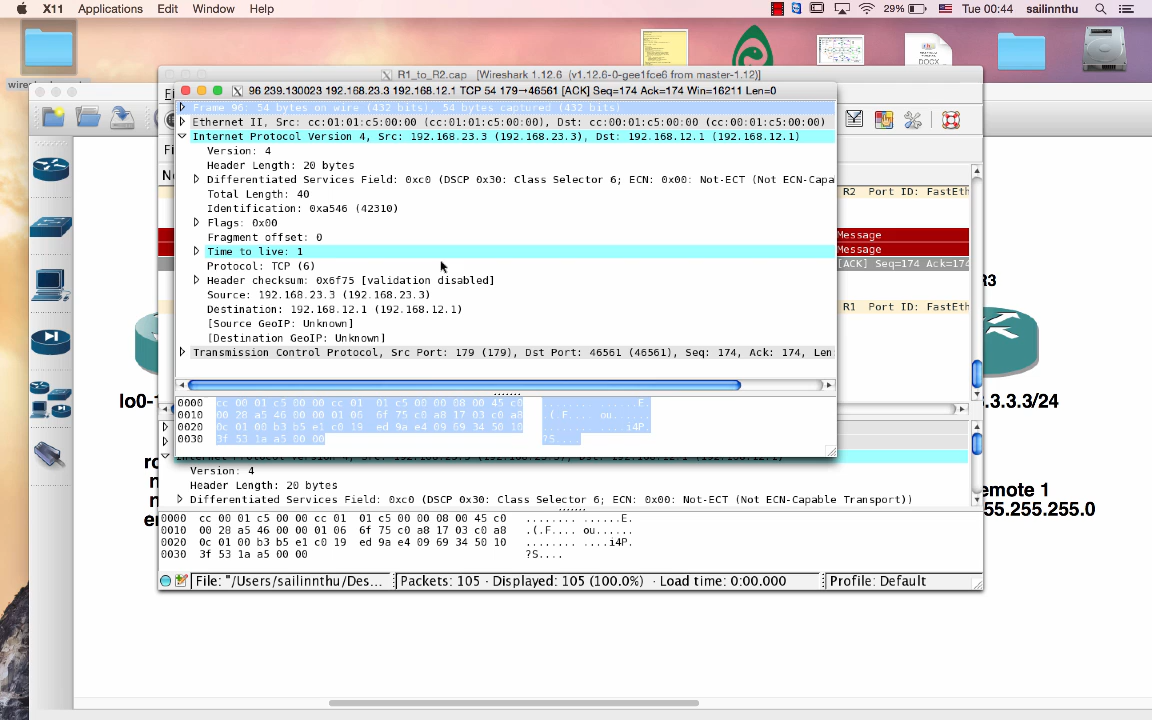 X11 Applications Edit Window Help
29% Tue 00:44 sailinnthu
DOCX
R1_to_R2.cap [Wireshark 1.12.6 (v1.12.6-0-gee1fce6 from master-1.12)]
96 239.130023 192.168.23.3 192.168.12.1 TCP 54 179→46561 [ACK] Seq=174 Ack=174 Win=16211 Len=0
Frame 96: 54 bytes on wire (432 bits), 54 bytes captured (432 bits)
Ethernet II, Src: cc:01:01:c5:00:00 (cc:01:01:c5:00:00), Dst: cc:00:01:c5:00:00 (cc:00:01:c5:00:00)
Internet Protocol Version 4, Src: 192.168.23.3 (192.168.23.3), Dst: 192.168.12.1 (192.168.12.1)
Version: 4
Header Length: 20 bytes
Differentiated Services Field: 0xc0 (DSCP 0x30: Class Selector 6; ECN: 0x00: Not-ECT (Not ECN-Capa
Total Length: 40
Identification: 0xa546 (42310)
Flags: 0x00
Fragment offset: 0
Time to live: 1
Protocol: TCP (6)
Header checksum: 0x6f75 [validation disabled]
Source: 192.168.23.3 (192.168.23.3)
Destination: 192.168.12.1 (192.168.12.1)
[Source GeoIP: Unknown]
[Destination GeoIP: Unknown]
Transmission Control Protocol, Src Port: 179 (179), Dst Port: 46561 (46561), Seq: 174, Ack: 174, Len
R2 Port ID: FastEth
Message
Message
[ACK] Seq=174 Ack=174
R3
R1 Port ID: FastEth
0000 cc 00 01 c5 00 00 cc 01 01 c5 00 00 08 00 45 c0 ........ ......E.
0010 00 28 a5 46 00 00 01 06 6f 75 c0 a8 17 03 c0 a8 .(.F.... ou......
0020 0c 01 00 b3 b5 e1 c0 19 ed 9a e4 09 69 34 50 10 ........ ....i4P.
0030 3f 53 1a a5 00 00 ?S....
lo0-1
.3.3.3/24
Version: 4
Header Length: 20 bytes
Differentiated Services Field: 0xc0 (DSCP 0x30: Class Selector 6; ECN: 0x00: Not-ECT (Not ECN-Capable Transport))
emote 1
55.255.255.0
0000 cc 00 01 c5 00 00 cc 01 01 c5 00 00 08 00 45 c0 ........ ......E.
0010 00 28 a5 46 00 00 01 06 6f 75 c0 a8 17 03 c0 a8 .(.F.... ou......
0020 0c 01 00 b3 b5 e1 c0 19 ed 9a e4 09 69 34 50 10 ........ ....i4P.
0030 3f 53 1a a5 00 00 ?S....
File: "/Users/sailinnthu/Des... Packets: 105 · Displayed: 105 (100.0%) · Load time: 0:00.000 Profile: Default